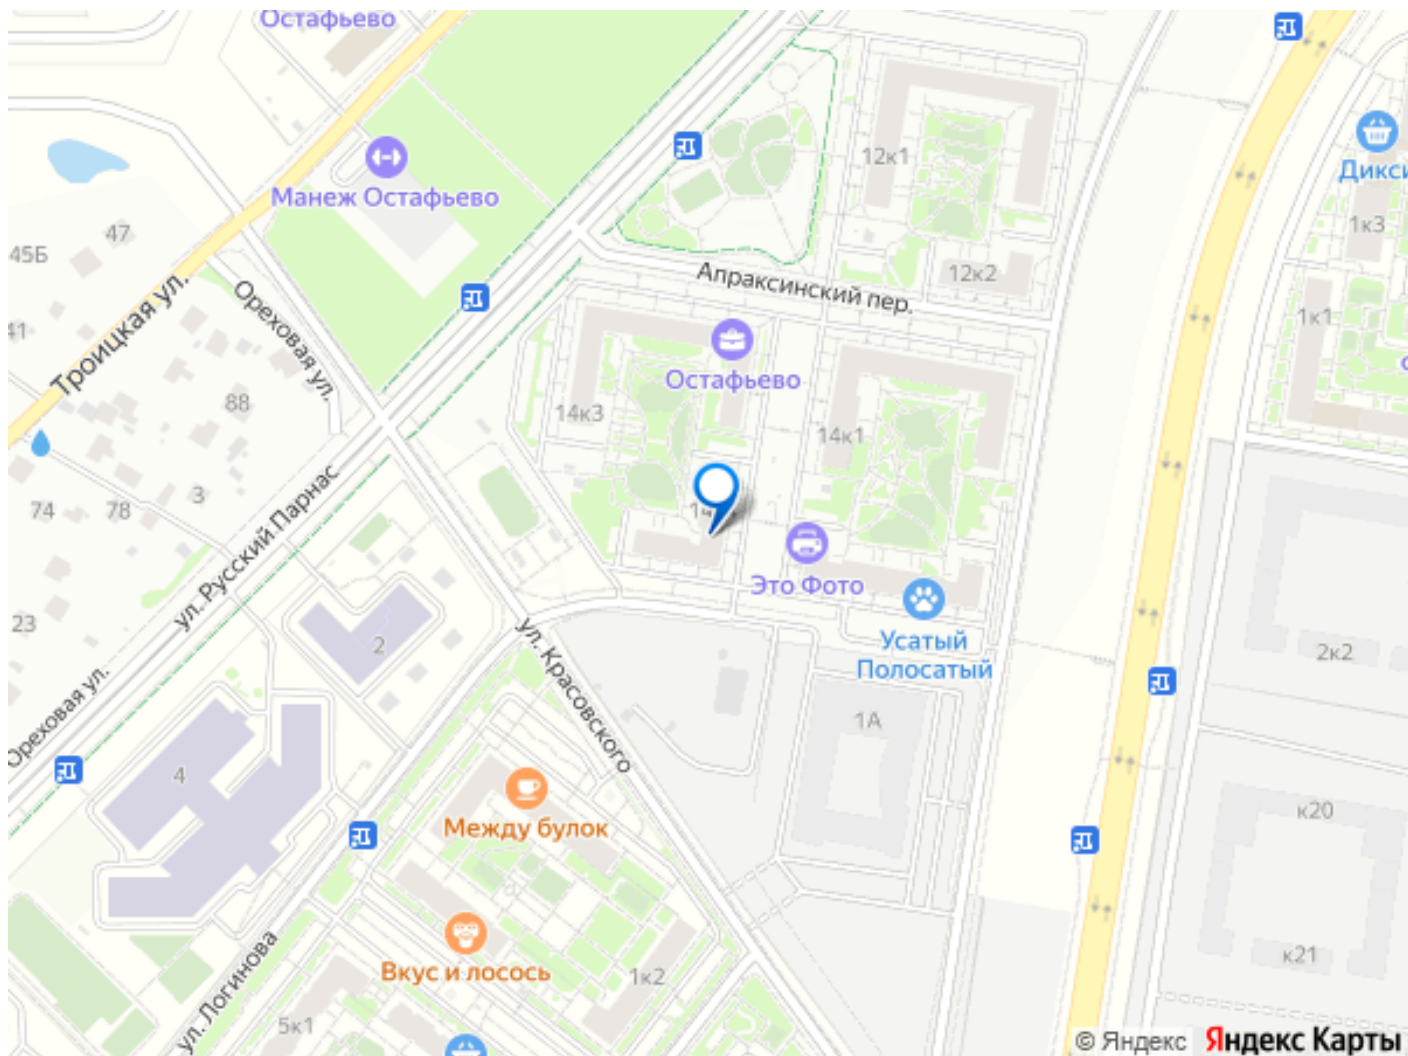 Остафьево
Манеж Остафьево
12к1
Дикси
1к3
45Б
47
12к2
Апраксинский пер.
Троицкая ул.
Ореховая ул.
41
1к1
Остафьево
88
14к3
14к1
74
78
3
ул. Русский Парнас
Это Фото
23
2
Усатый
Полосатый
2к2
ул. Красовского
Ореховая ул.
1А
4
Между булок
к20
Вкус и лосось
1к2
к21
ул. Логинова
5к1
© Яндекс Яндекс Карты